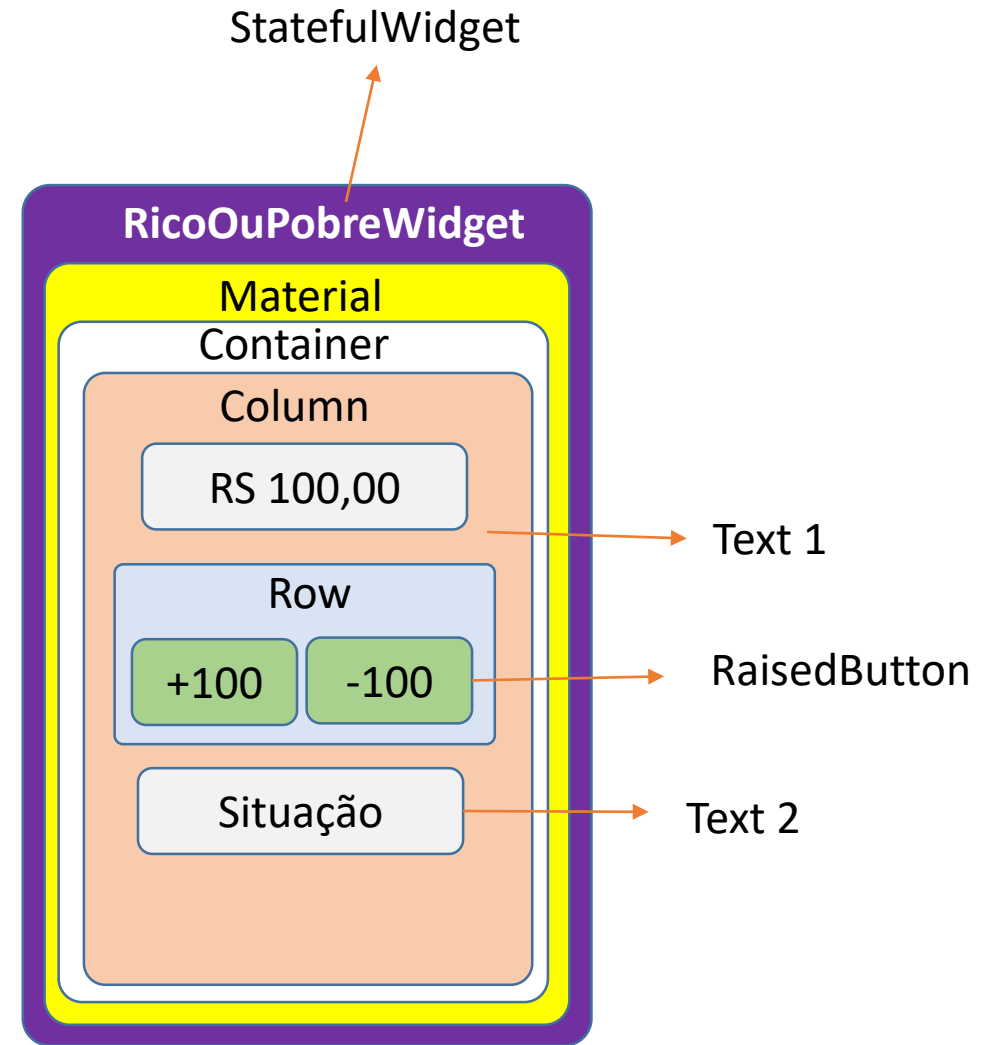 StatefulWidget
RicoOuPobreWidget
Material
Container
Column
RS 100,00
Text 1
Row
+100
-100
RaisedButton
Situação
Text 2